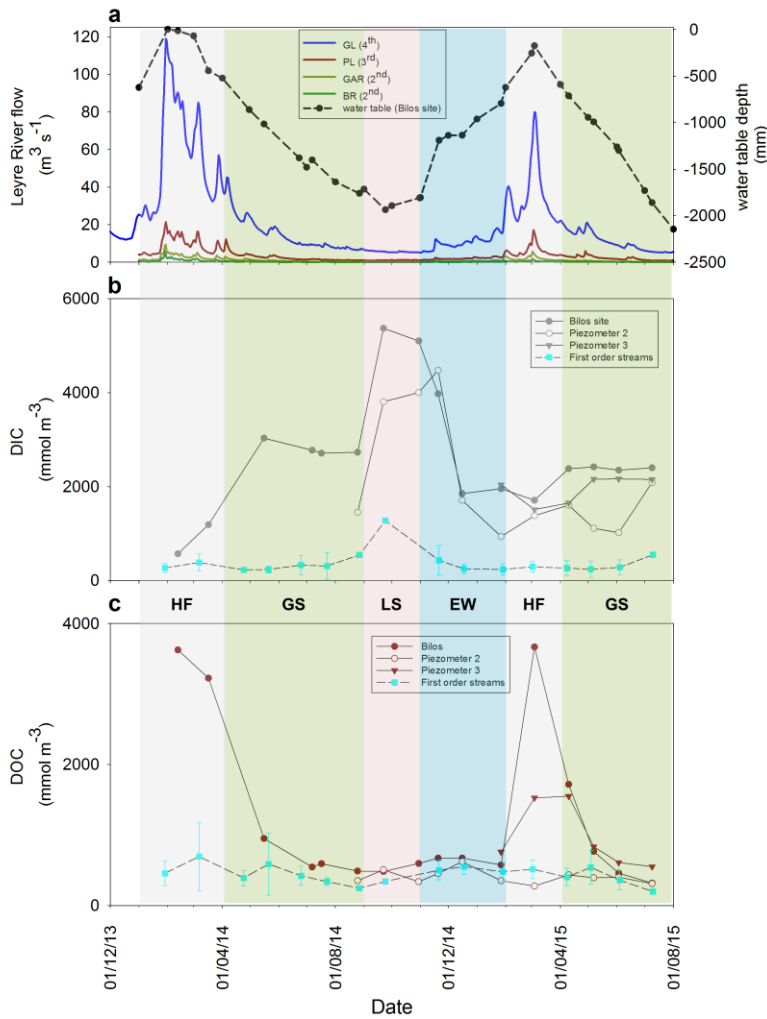 a
120
100
80
60
40
20
0
Leyre River flow
(m³ s⁻¹)
GL (4ᵗʰ)
PL (3ʳᵈ)
GAR (2ⁿᵈ)
BR (2ⁿᵈ)
water table (Bilos site)
0
-500
-1000
-1500
-2000
-2500
water table depth
(mm)
b
6000
4000
2000
0
DIC
(mmol m⁻³)
Bilos site
Piezometer 2
Piezometer 3
First order streams
HF GS LS EW HF GS
c
4000
2000
0
DOC
(mmol m⁻³)
Bilos
Piezometer 2
Piezometer 3
First order streams
01/12/13
01/04/14
01/08/14
01/12/14
01/04/15
01/08/15
Date